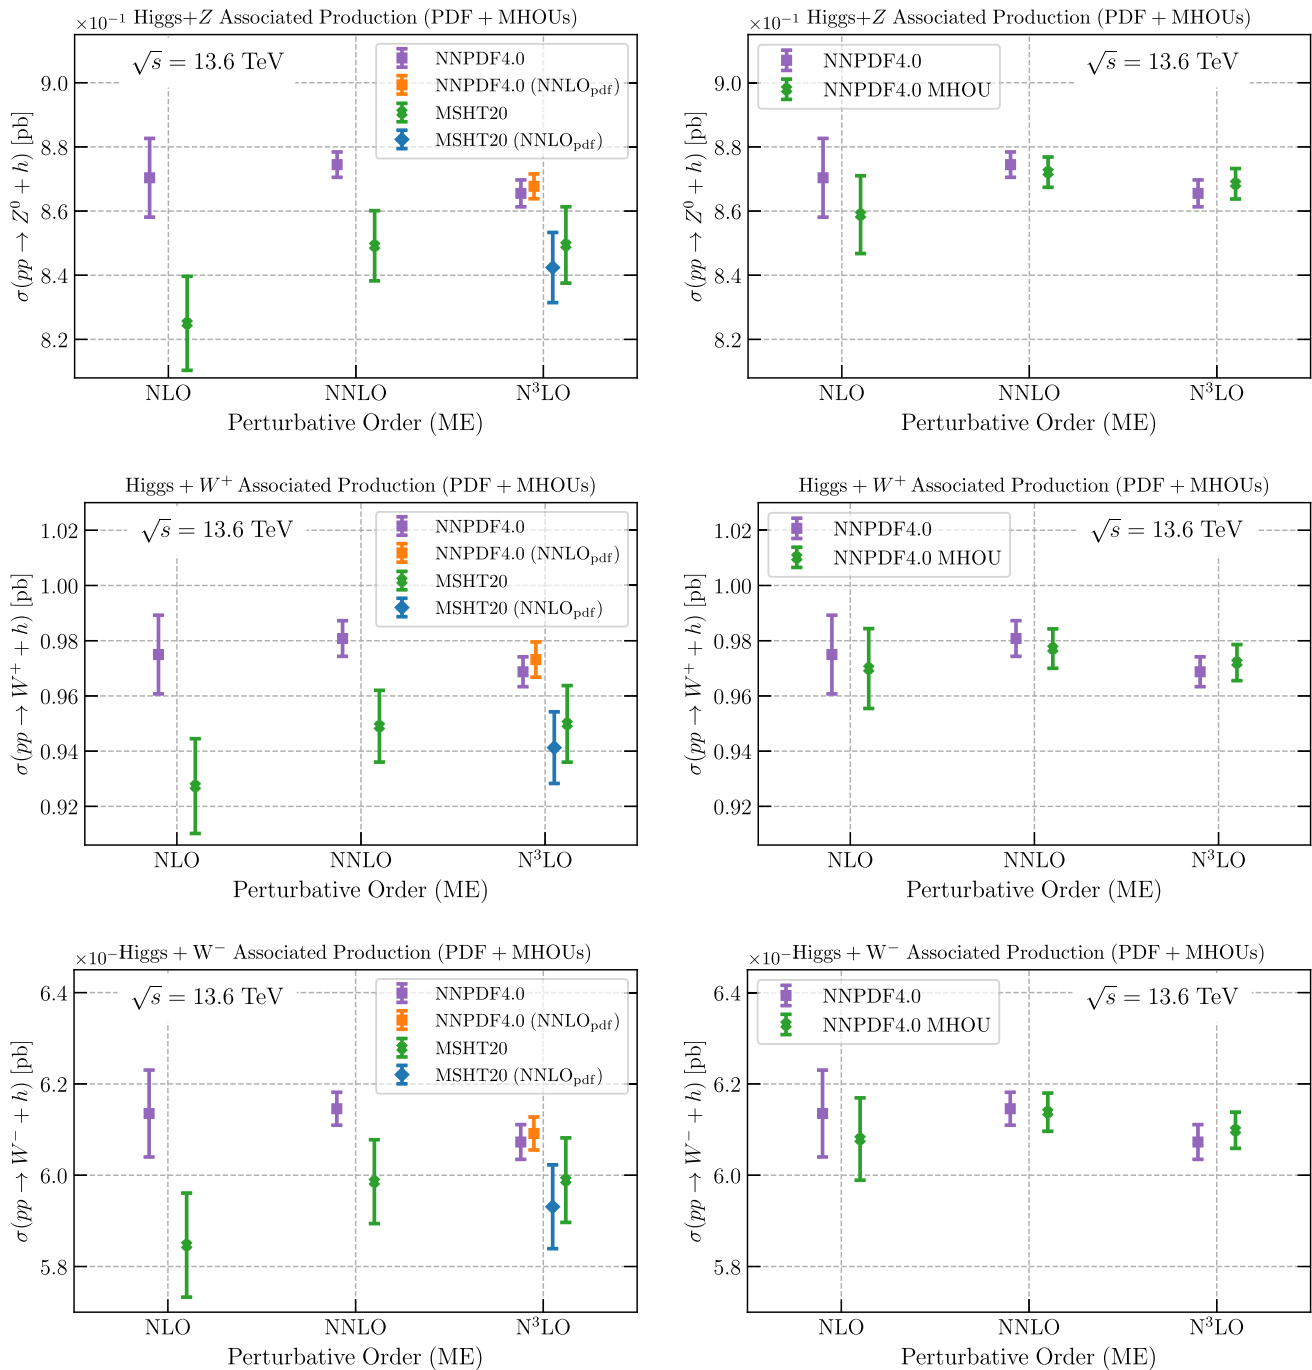 ×10⁻¹ Higgs+Z Associated Production (PDF + MHOUs)
√s = 13.6 TeV
NNPDF4.0
NNPDF4.0 (NNLO_pdf)
MSHT20
MSHT20 (NNLO_pdf)
9.0
8.8
8.6
8.4
8.2
σ(pp → Z⁰ + h) [pb]
NLO NNLO N³LO
Perturbative Order (ME)
×10⁻¹ Higgs+Z Associated Production (PDF + MHOUs)
NNPDF4.0
NNPDF4.0 MHOU
√s = 13.6 TeV
9.0
8.8
8.6
8.4
8.2
σ(pp → Z⁰ + h) [pb]
NLO NNLO N³LO
Perturbative Order (ME)
Higgs + W⁺ Associated Production (PDF + MHOUs)
√s = 13.6 TeV
NNPDF4.0
NNPDF4.0 (NNLO_pdf)
MSHT20
MSHT20 (NNLO_pdf)
1.02
1.00
0.98
0.96
0.94
0.92
σ(pp → W⁺ + h) [pb]
NLO NNLO N³LO
Perturbative Order (ME)
Higgs + W⁺ Associated Production (PDF + MHOUs)
NNPDF4.0
NNPDF4.0 MHOU
√s = 13.6 TeV
1.02
1.00
0.98
0.96
0.94
0.92
σ(pp → W⁺ + h) [pb]
NLO NNLO N³LO
Perturbative Order (ME)
×10⁻ Higgs + W⁻ Associated Production (PDF + MHOUs)
√s = 13.6 TeV
NNPDF4.0
NNPDF4.0 (NNLO_pdf)
MSHT20
MSHT20 (NNLO_pdf)
6.4
6.2
6.0
5.8
σ(pp → W⁻ + h) [pb]
NLO NNLO N³LO
Perturbative Order (ME)
×10⁻ Higgs + W⁻ Associated Production (PDF + MHOUs)
NNPDF4.0
NNPDF4.0 MHOU
√s = 13.6 TeV
6.4
6.2
6.0
5.8
σ(pp → W⁻ + h) [pb]
NLO NNLO N³LO
Perturbative Order (ME)